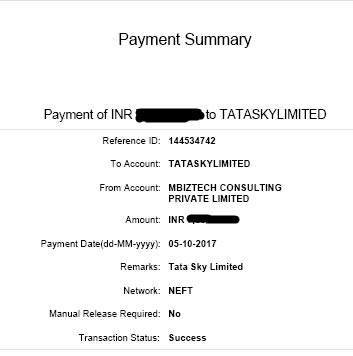 Payment Summary
Payment of INR to TATASKYLIMITED
Reference ID: 144534742
To Account: TATASKYLIMITED
From Account: MBIZTECH CONSULTING
PRIVATE LIMITED
Amount: INR
Payment Date(dd-MM-yyyy): 05-10-2017
Remarks: Tata Sky Limited
Network: NEFT
Manual Release Required: No
Transaction Status: Success